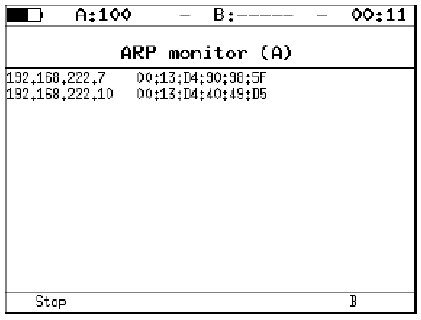 A:100 – B:----- – 00:11
ARP monitor (A)
192.168.222.7 00:13:D4:90:98:5F
192.168.222.10 00:13:D4:40:49:D5
Stop B